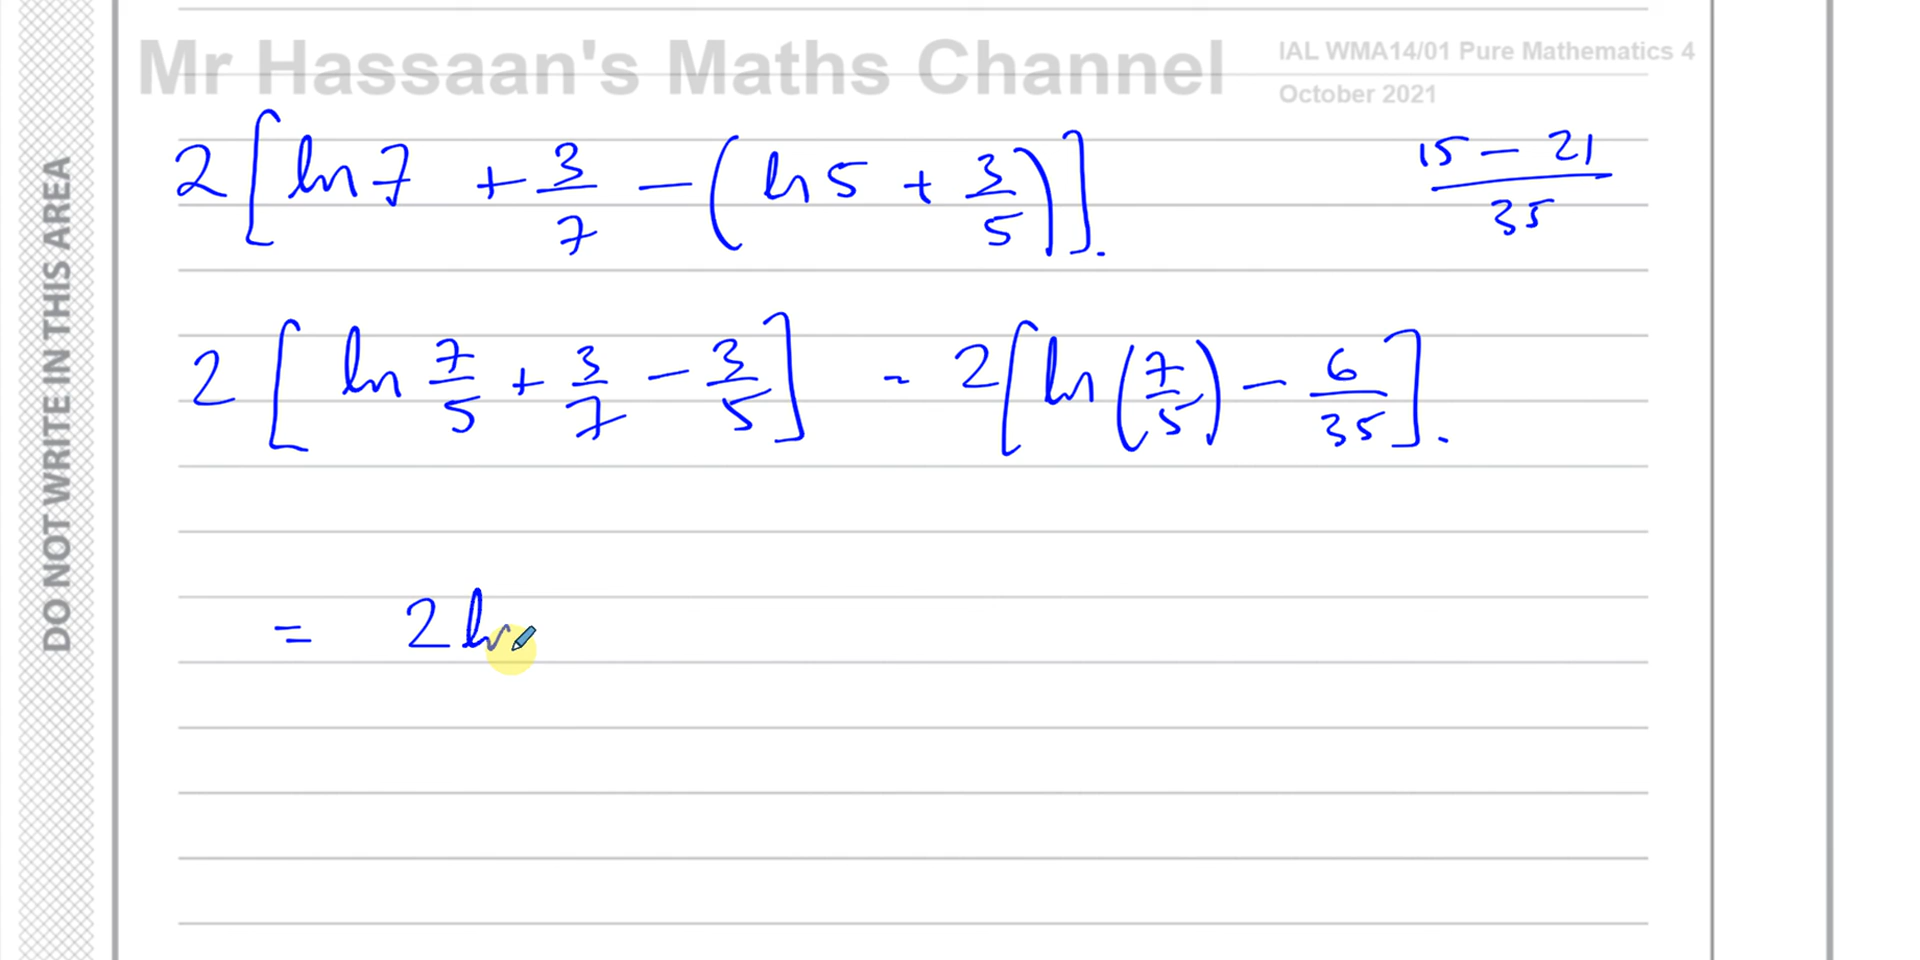 Mr Hassaan's Maths Channel
IAL WMA14/01 Pure Mathematics 4
October 2021
DO NOT WRITE IN THIS AREA
2[ln7 + 3/7 − (ln5 + 3/5)].
(15 − 21)/35
2[ln 7/5 + 3/7 − 3/5] = 2[ln(7/5) − 6/35].
= 2ln